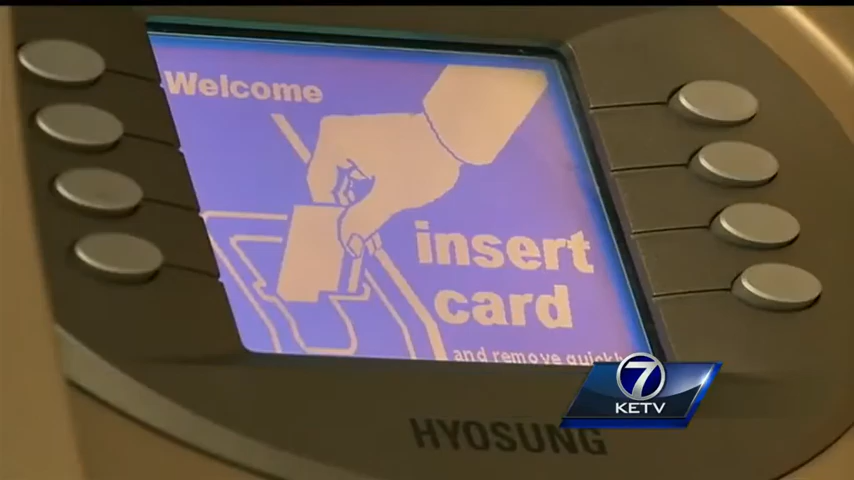 Welcome
insert
card
and remove quickly
7
KETV
HYOSUNG